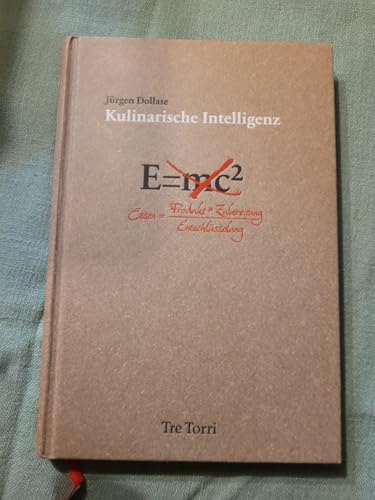 Jürgen Dollase
Kulinarische Intelligenz
E=mc²
Essen = Produkt × Zubereitung
Entschlüsselung
Tre Torri